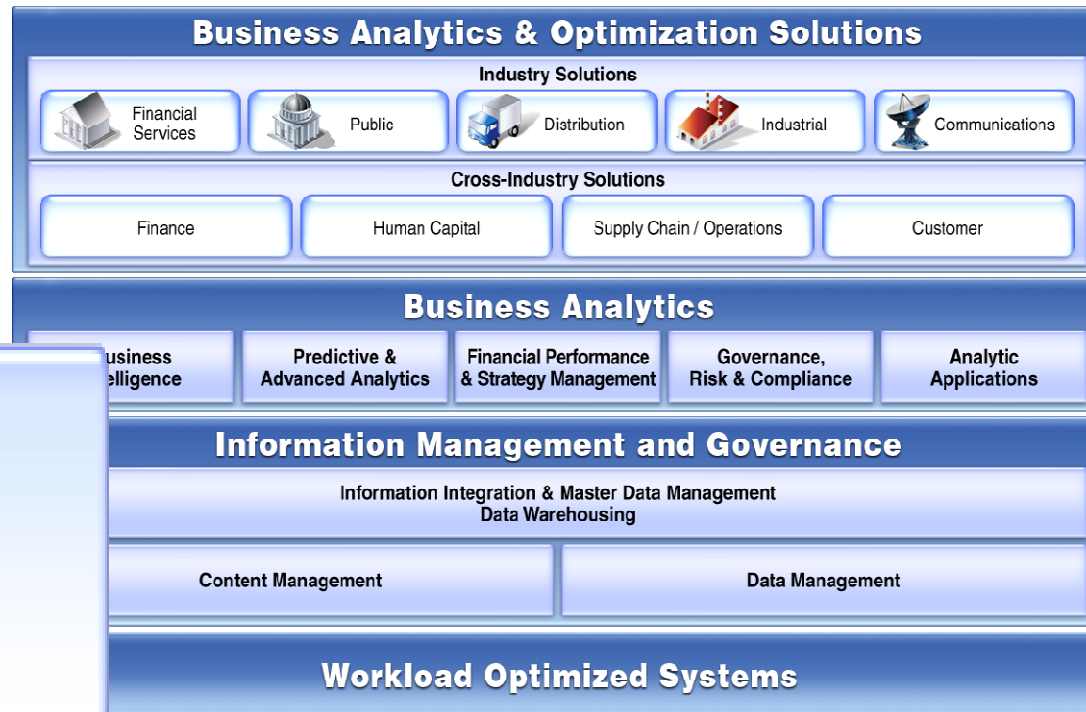 Business Analytics & Optimization Solutions
Industry Solutions
Financial
Services
Public
Distribution
Industrial
Communications
Cross-Industry Solutions
Finance
Human Capital
Supply Chain / Operations
Customer
Business Analytics
usiness
elligence
Predictive &
Advanced Analytics
Financial Performance
& Strategy Management
Governance,
Risk & Compliance
Analytic
Applications
Information Management and Governance
Information Integration & Master Data Management
Data Warehousing
Content Management
Data Management
Workload Optimized Systems